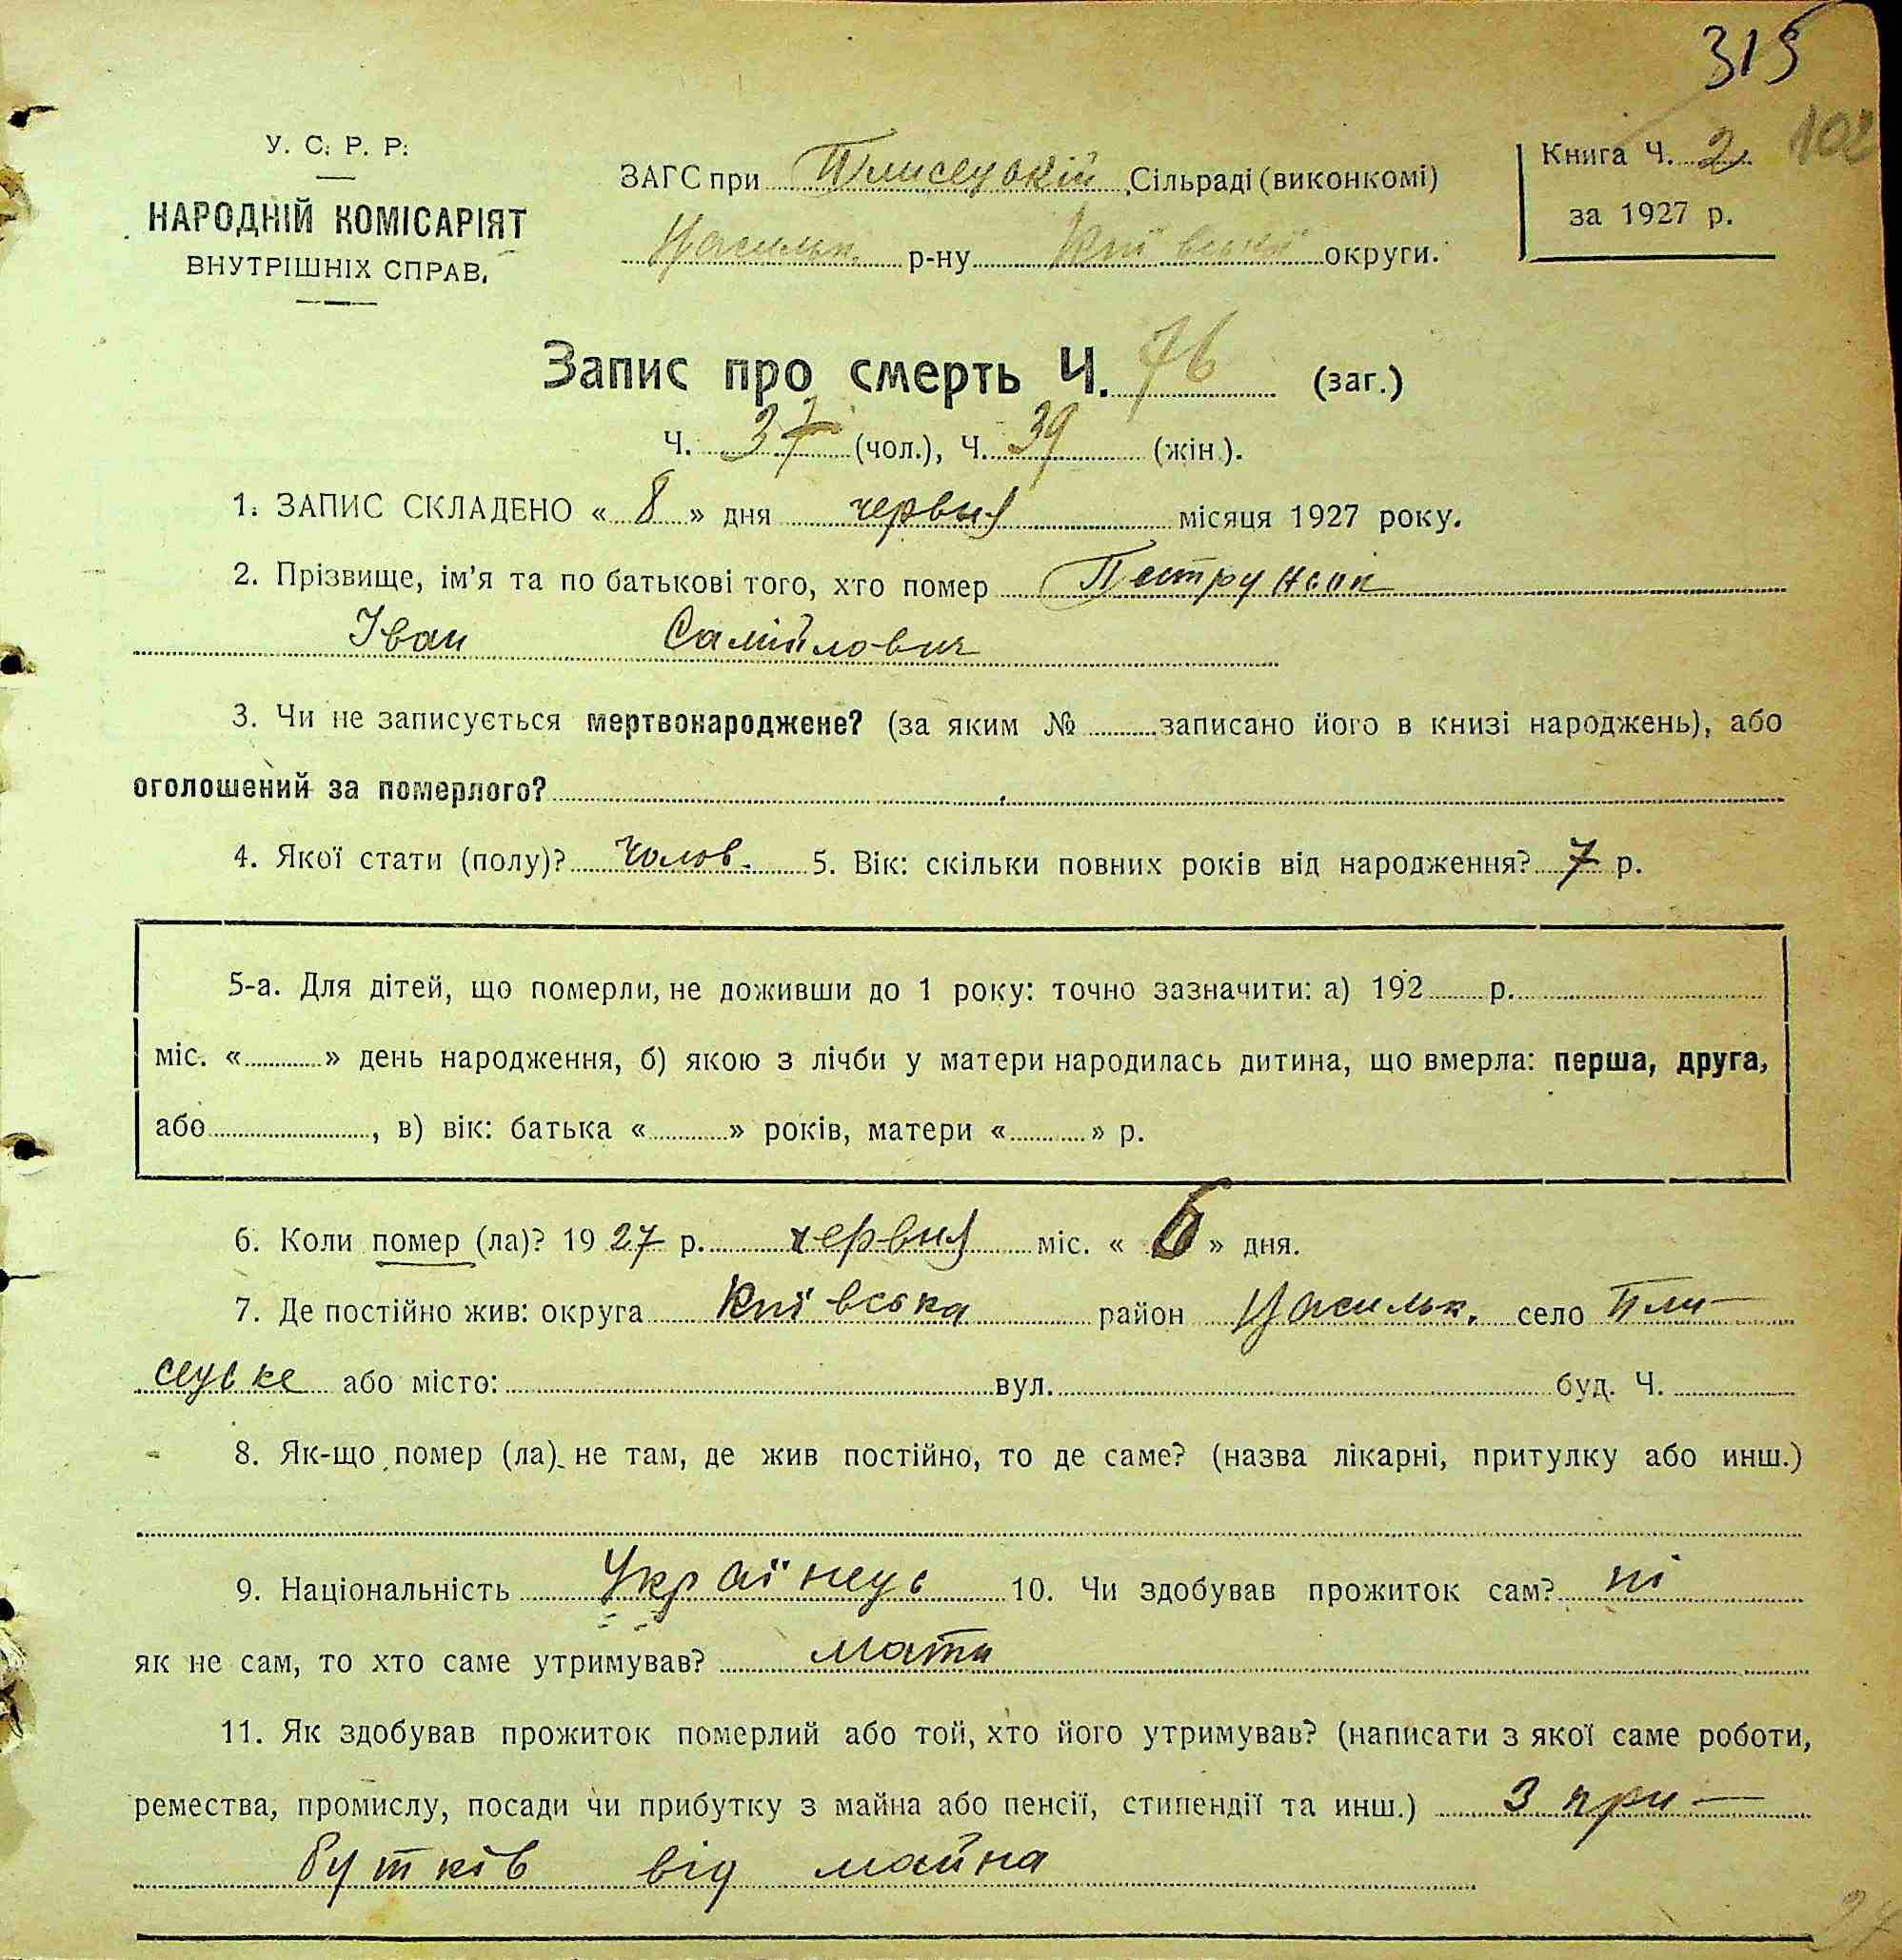 315
102
У. С. Р. Р.
НАРОДНІЙ КОМІСАРІЯТ
ВНУТРІШНІХ СПРАВ.
ЗАГС при Плисецькій Сільраді (виконкомі)
р-ну Київської округи.
Книга Ч. 2
за 1927 р.
Запис про смерть Ч. 76 (заг.)
Ч. 37 (чол.), Ч. 39 (жін.).
1. ЗАПИС СКЛАДЕНО « 8 » дня червня місяця 1927 року.
2. Прізвище, ім'я та по батькові того, хто помер
Іван Самійлович
3. Чи не записується мертвонароджене? (за яким № записано його в книзі народжень), або
оголошений за померлого?
4. Якої стати (полу)? Чолов. 5. Вік: скільки повних років від народження? 7 р.
5-а. Для дітей, що померли, не доживши до 1 року: точно зазначити: а) 192 р.
міс. « » день народження, б) якою з лічби у матери народилась дитина, що вмерла: перша, друга,
або , в) вік: батька « » років, матери « » р.
6. Коли помер (ла)? 19 27 р. червня міс. « 6 » дня.
7. Де постійно жив: округа Київська район село Пли-
сецьке або місто: вул. буд. Ч.
8. Як-що помер (ла) не там, де жив постійно, то де саме? (назва лікарні, притулку або инш.)
9. Національність Українець 10. Чи здобував прожиток сам? ні
як не сам, то хто саме утримував? мати
11. Як здобував прожиток померлий або той, хто його утримував? (написати з якої саме роботи,
ремества, промислу, посади чи прибутку з майна або пенсії, стипендії та инш.) З при-
бутків від майна